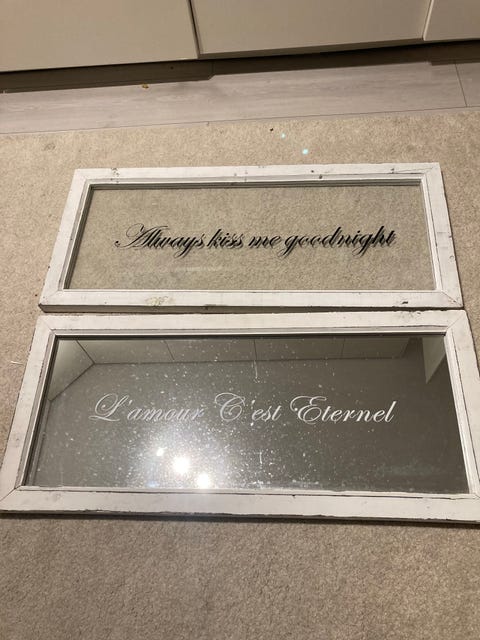 Always kiss me goodnight
L'amour C'est Eternel